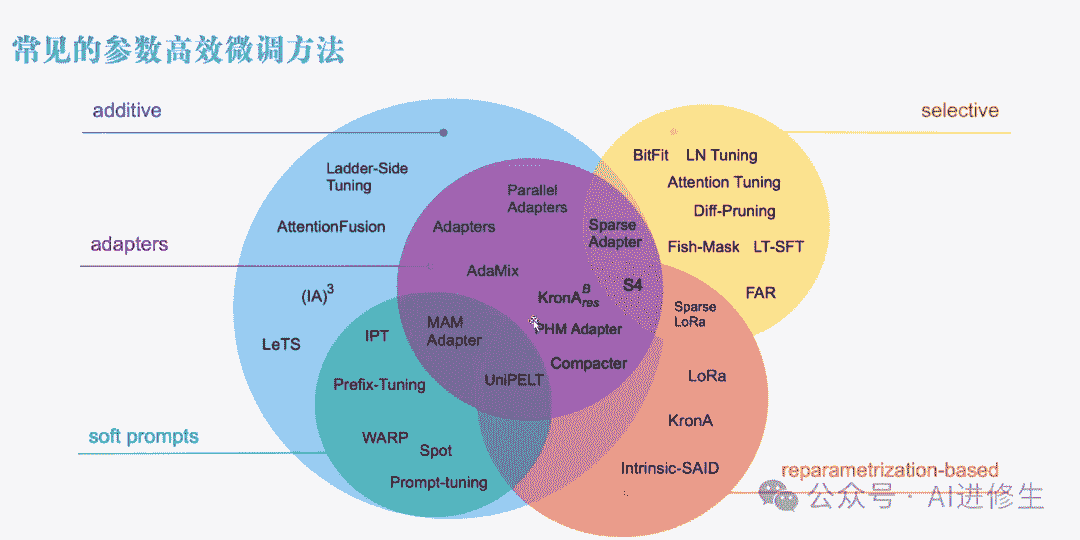 常见的参数高效微调方法
additive
selective
Ladder-Side
Tuning
AttentionFusion
adapters
(IA)³
LeTS
Parallel
Adapters
Adapters
AdaMix
Sparse
Adapter
S4
KronA^B_res
PHM Adapter
Compacter
MAM
Adapter
UniPELT
BitFit LN Tuning
Attention Tuning
Diff-Pruning
Fish-Mask LT-SFT
FAR
Sparse
LoRa
LoRa
KronA
Intrinsic-SAID
IPT
Prefix-Tuning
WARP
Spot
Prompt-tuning
soft prompts
reparametrization-based
公众号 · AI进修生